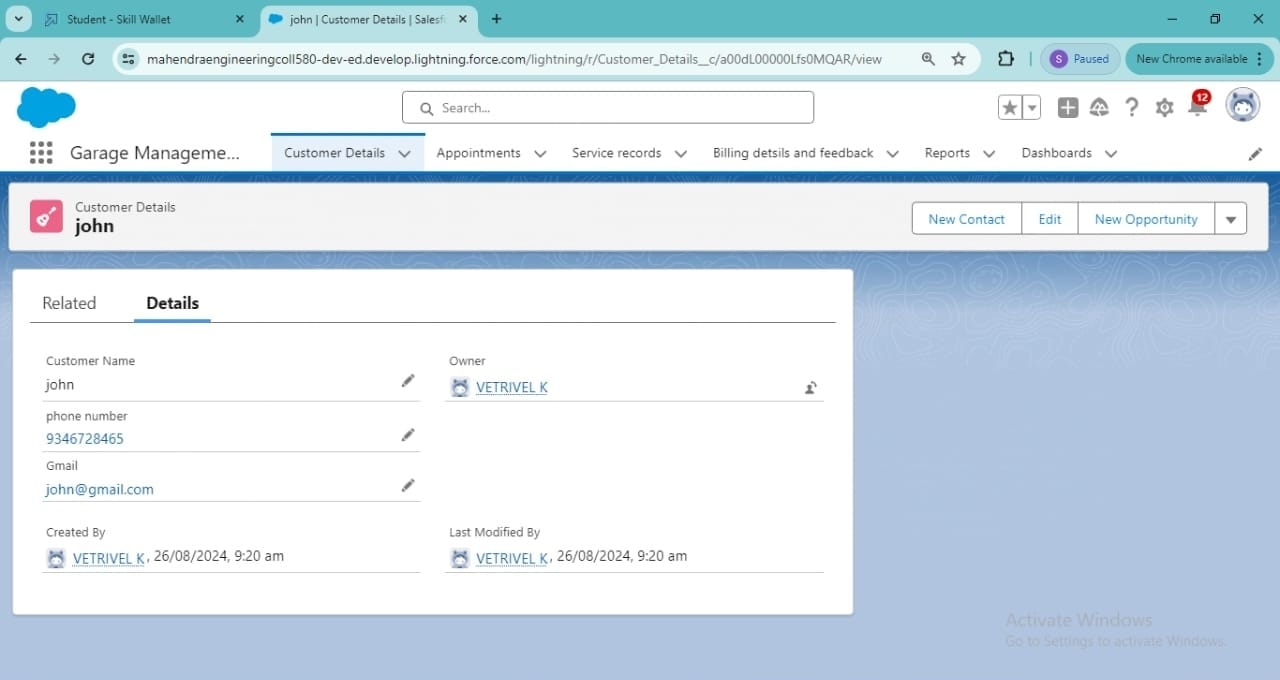 Student - Skill Wallet
john | Customer Details | Salesf
mahendraengineeringcoll580-dev-ed.develop.lightning.force.com/lightning/r/Customer_Details__c/a00dL00000Lfs0MQAR/view
S Paused
New Chrome available
Search...
12
Garage Manageme...
Customer Details
Appointments
Service records
Billing detsils and feedback
Reports
Dashboards
Customer Details
john
New Contact
Edit
New Opportunity
Related
Details
Customer Name
john
Owner
VETRIVEL K
phone number
9346728465
Gmail
john@gmail.com
Created By
VETRIVEL K, 26/08/2024, 9:20 am
Last Modified By
VETRIVEL K, 26/08/2024, 9:20 am
Activate Windows
Go to Settings to activate Windows.